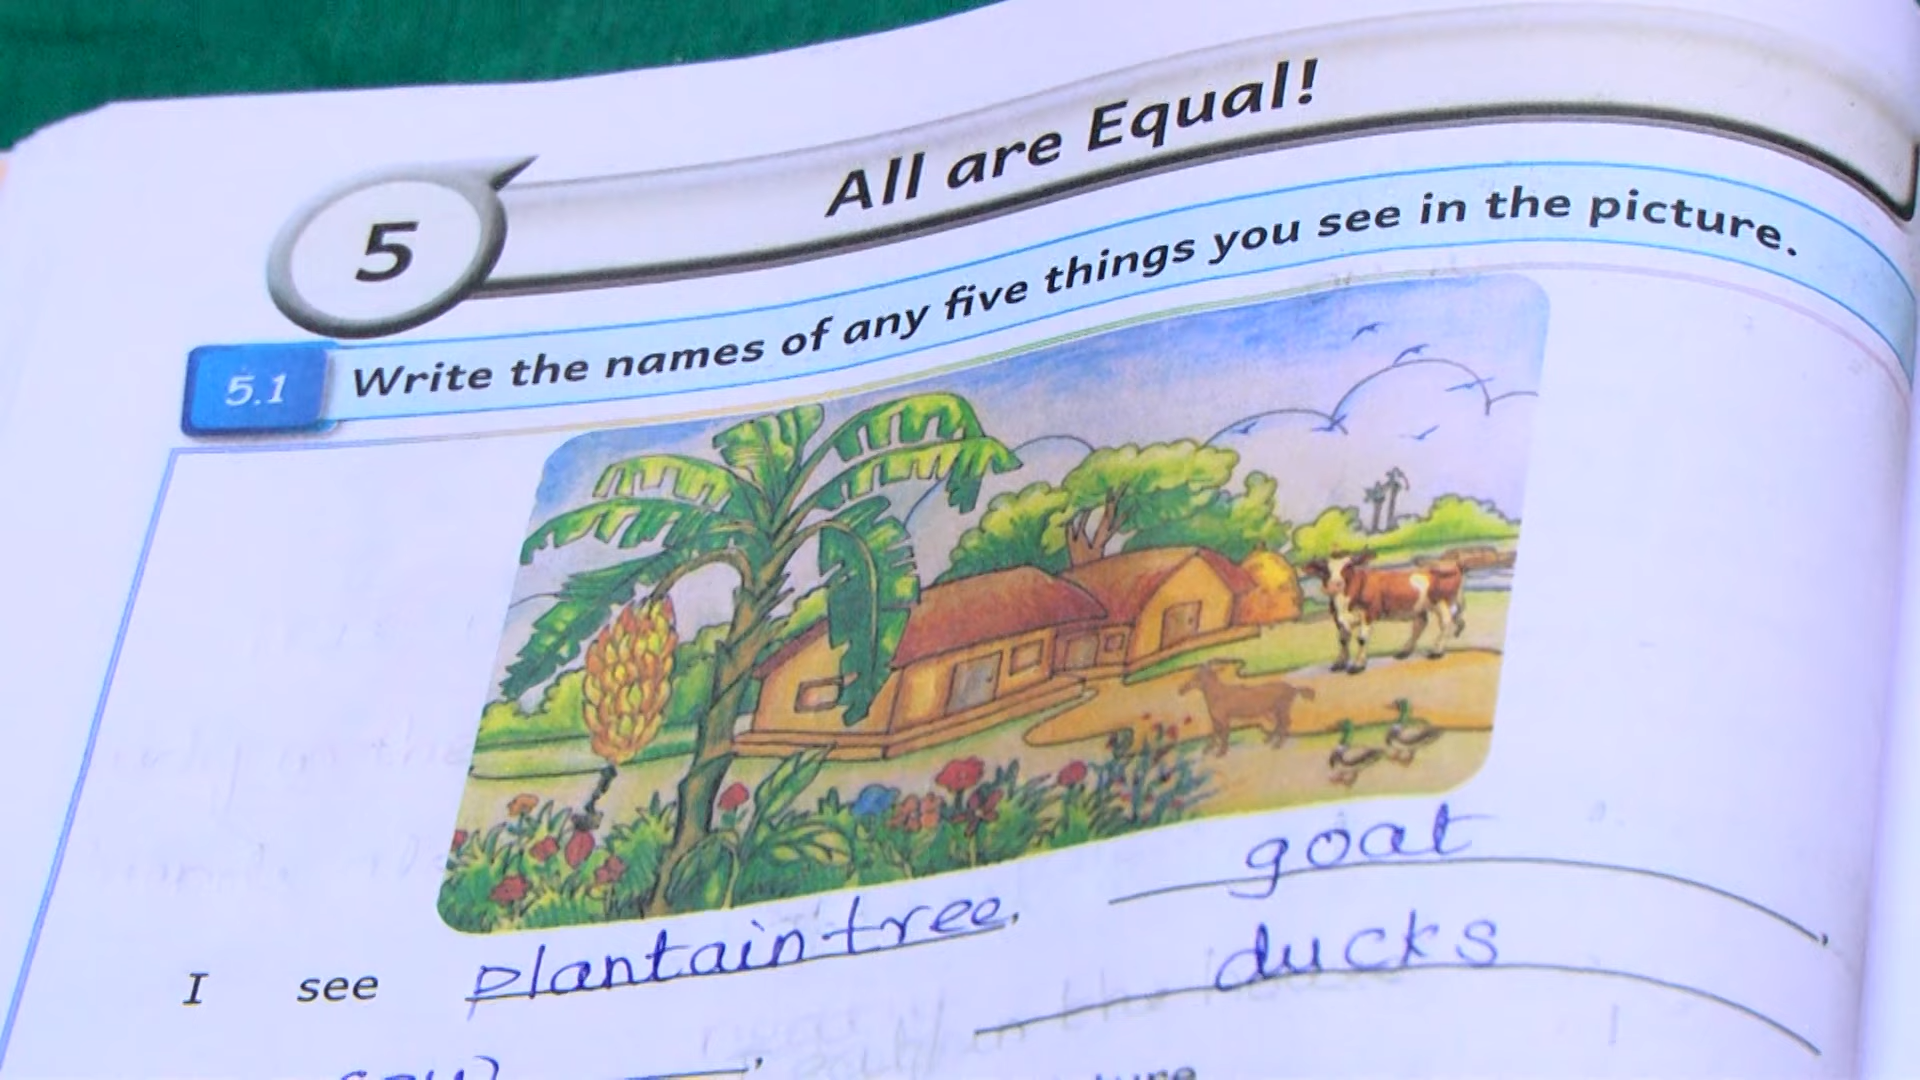 5
All are Equal!
5.1 Write the names of any five things you see in the picture.
I see plantain tree, goat,
cow, ducks